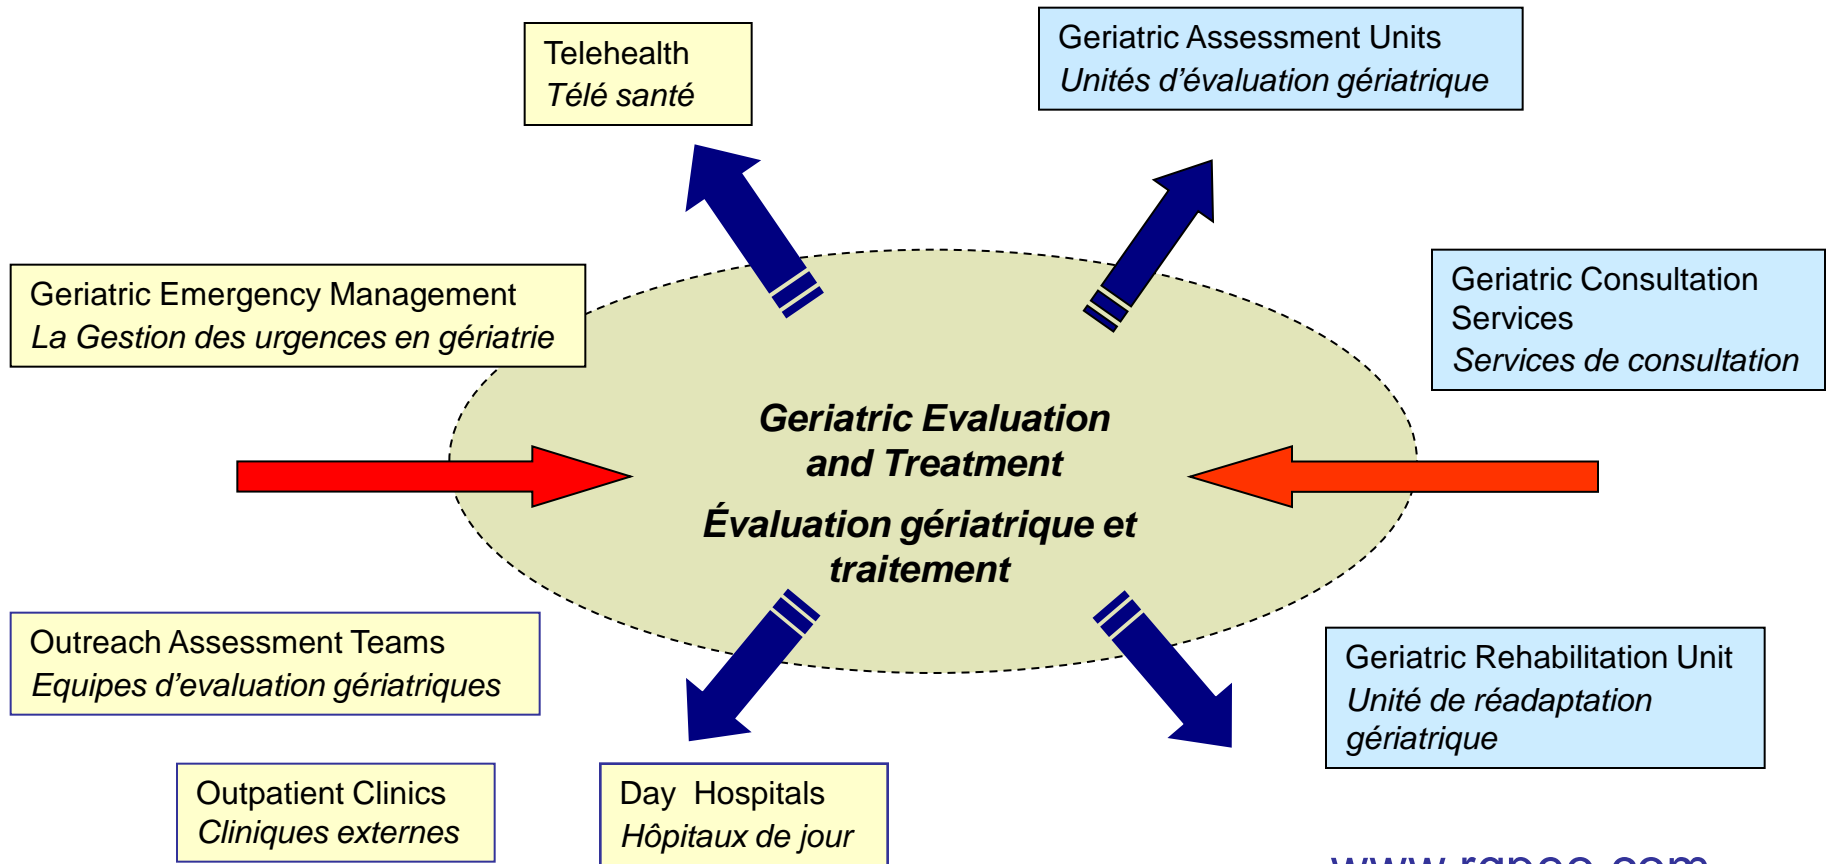 Telehealth
Télé santé
Geriatric Assessment Units
Unités d’évaluation gériatrique
Geriatric Emergency Management
La Gestion des urgences en gériatrie
Geriatric Consultation
Services
Services de consultation
Geriatric Evaluation
and Treatment
Évaluation gériatrique et
traitement
Outreach Assessment Teams
Equipes d’evaluation gériatriques
Geriatric Rehabilitation Unit
Unité de réadaptation
gériatrique
Outpatient Clinics
Cliniques externes
Day Hospitals
Hôpitaux de jour